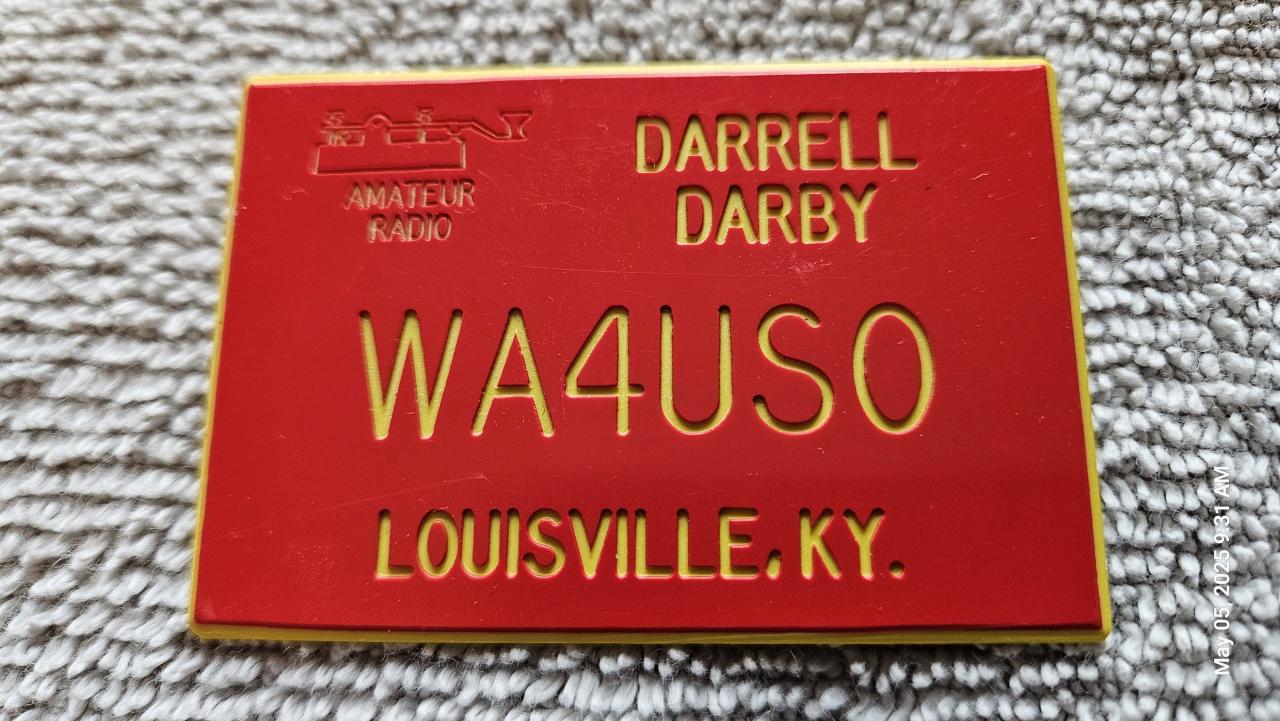 AMATEUR
RADIO
DARRELL
DARBY
WA4USO
LOUISVILLE, KY.
May 05, 2025 9:31 AM